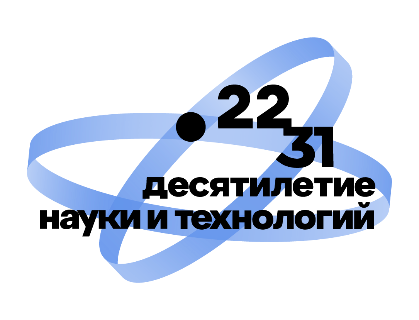 22
31
десятилетие
науки и технологий